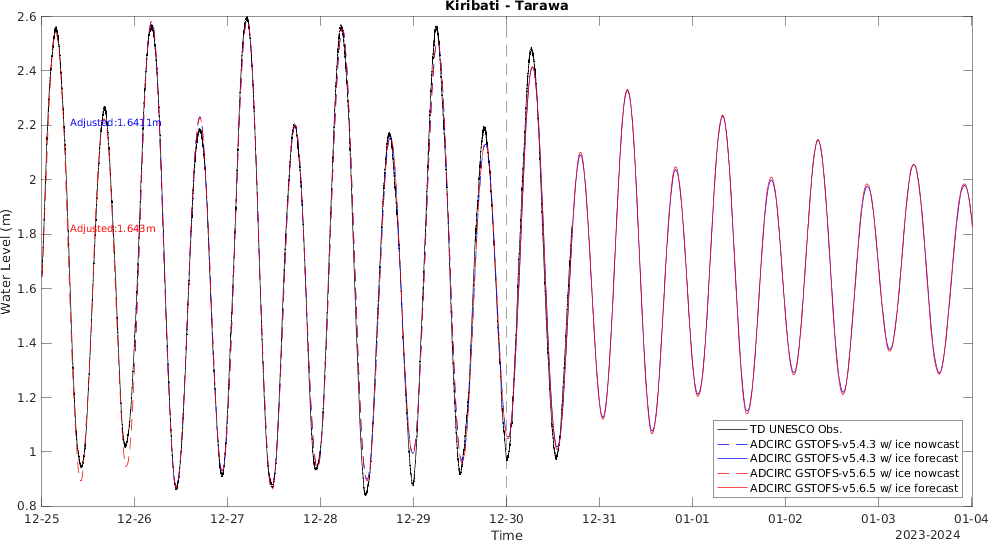 Kiribati - Tarawa
2.6
2.4
2.2
2
1.8
1.6
1.4
1.2
1
0.8
Water Level (m)
Adjusted:1.6411m
Adjusted:1.643m
TD UNESCO Obs.
ADCIRC GSTOFS-v5.4.3 w/ ice nowcast
ADCIRC GSTOFS-v5.4.3 w/ ice forecast
ADCIRC GSTOFS-v5.6.5 w/ ice nowcast
ADCIRC GSTOFS-v5.6.5 w/ ice forecast
12-25 12-26 12-27 12-28 12-29 12-30 12-31 01-01 01-02 01-03 01-04
Time
2023-2024